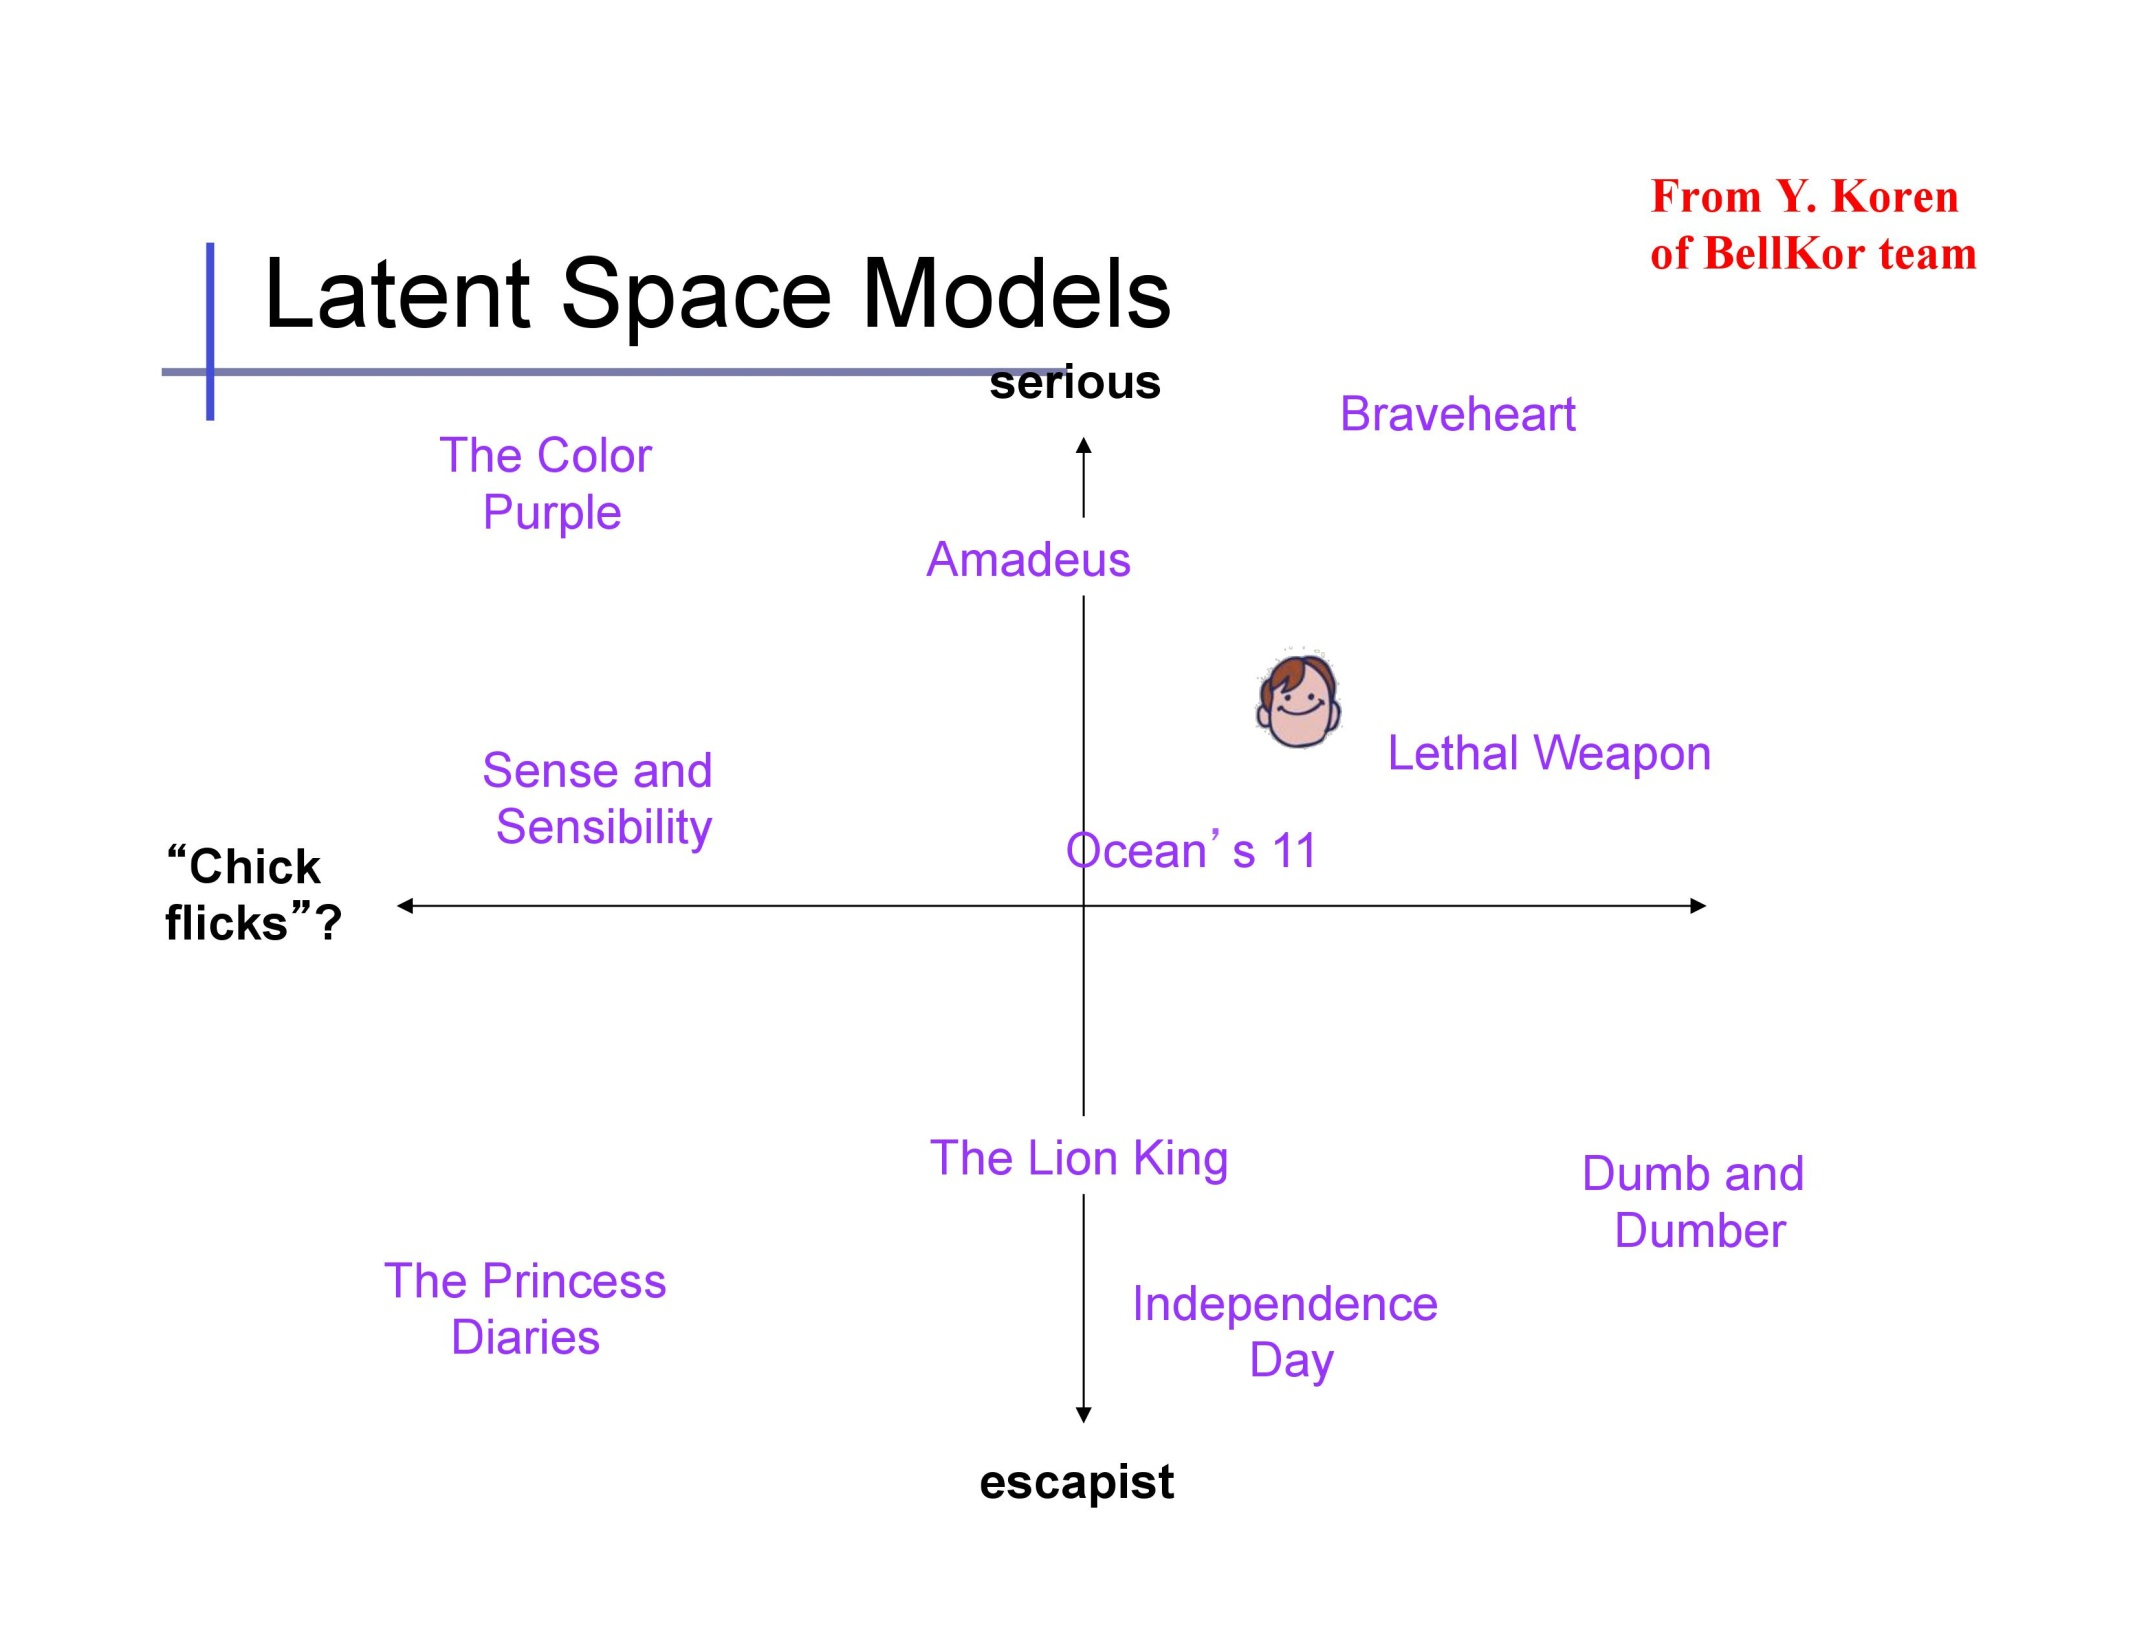 From Y. Koren
of BellKor team
Latent Space Models
serious
Braveheart
The Color
Purple
Amadeus
Lethal Weapon
Sense and
Sensibility
Ocean’s 11
“Chick
flicks”?
The Lion King
Dumb and
Dumber
The Princess
Diaries
Independence
Day
escapist